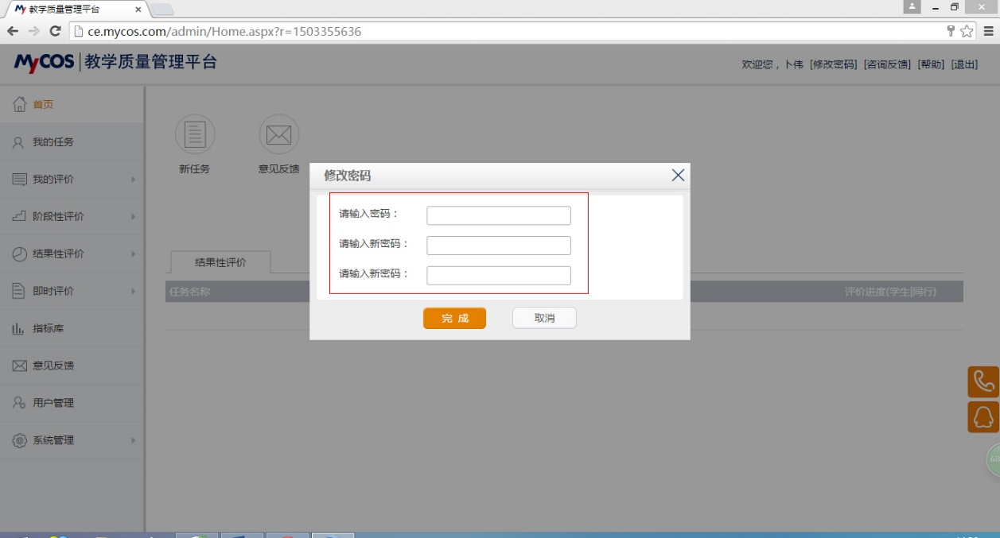 My 教学质量管理平台
ce.mycos.com/admin/Home.aspx?r=1503355636
MyCOS 教学质量管理平台
欢迎您，卜伟 [修改密码] [咨询反馈] [帮助] [退出]
首页
我的任务
我的评价
阶段性评价
结果性评价
即时评价
指标库
意见反馈
用户管理
系统管理
新任务
意见反馈
修改密码
请输入密码：
请输入新密码：
请输入新密码：
完 成
取消
结果性评价
任务名称
评价进度(学生|同行)